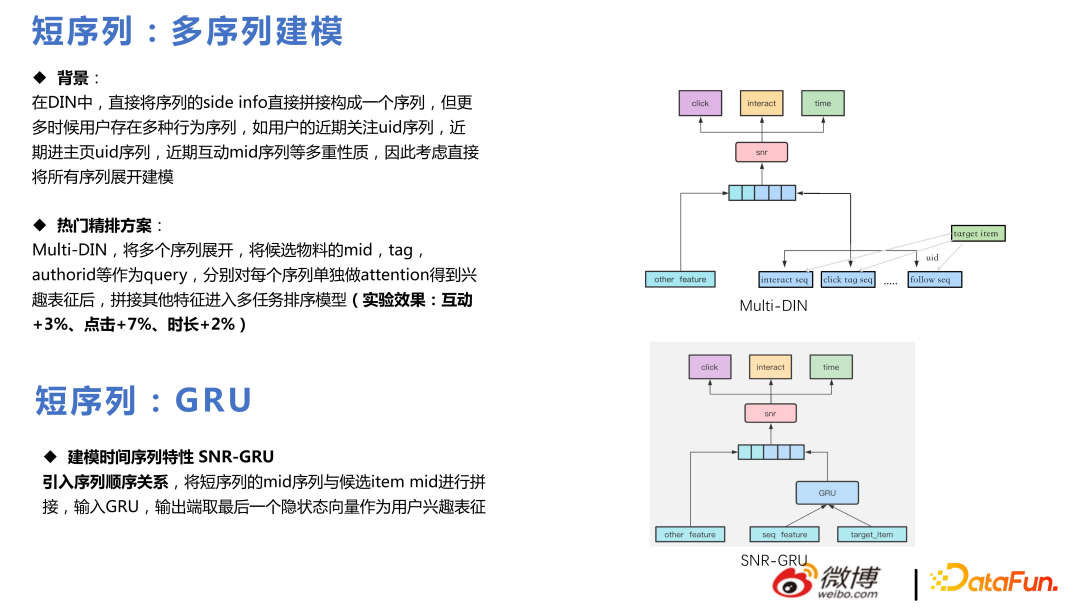 短序列：多序列建模
◆ 背景：
在DIN中，直接将序列的side info直接拼接构成一个序列，但更
多时候用户存在多种行为序列，如用户的近期关注uid序列，近
期进主页uid序列，近期互动mid序列等多重性质，因此考虑直接
将所有序列展开建模
◆ 热门精排方案：
Multi-DIN，将多个序列展开，将候选物料的mid，tag，
authorid等作为query，分别对每个序列单独做attention得到兴
趣表征后，拼接其他特征进入多任务排序模型（实验效果：互动
+3%、点击+7%、时长+2%）
click interact time
snr
target item
uid
other feature interact seq click tag seq ..... follow seq
Multi-DIN
短序列：GRU
◆ 建模时间序列特性 SNR-GRU
引入序列顺序关系，将短序列的mid序列与候选item mid进行拼
接，输入GRU，输出端取最后一个隐状态向量作为用户兴趣表征
click interact time
snr
GRU
other feature seq feature target_item
SNR-GRU
微博
weibo.com
DataFun.